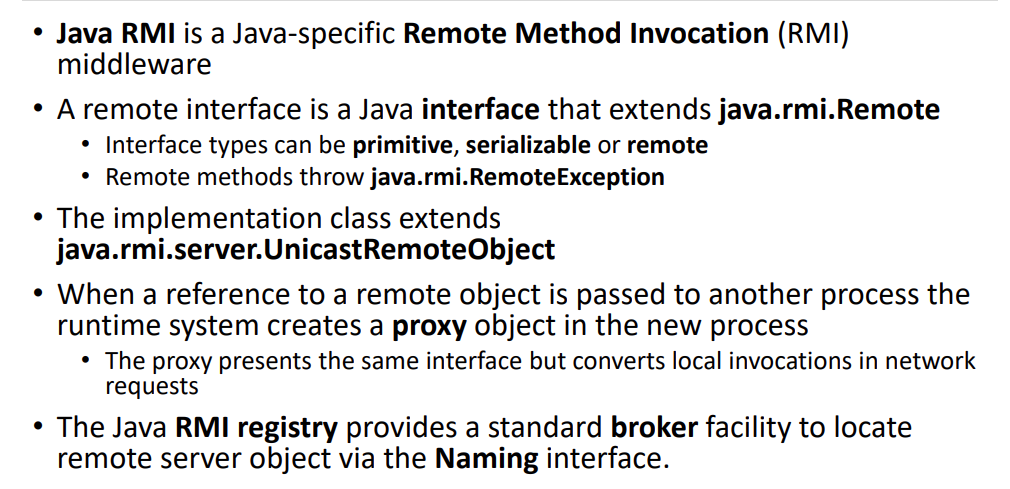 • Java RMI is a Java-specific Remote Method Invocation (RMI)
middleware
• A remote interface is a Java interface that extends java.rmi.Remote
• Interface types can be primitive, serializable or remote
• Remote methods throw java.rmi.RemoteException
• The implementation class extends
java.rmi.server.UnicastRemoteObject
• When a reference to a remote object is passed to another process the
runtime system creates a proxy object in the new process
• The proxy presents the same interface but converts local invocations in network
requests
• The Java RMI registry provides a standard broker facility to locate
remote server object via the Naming interface.